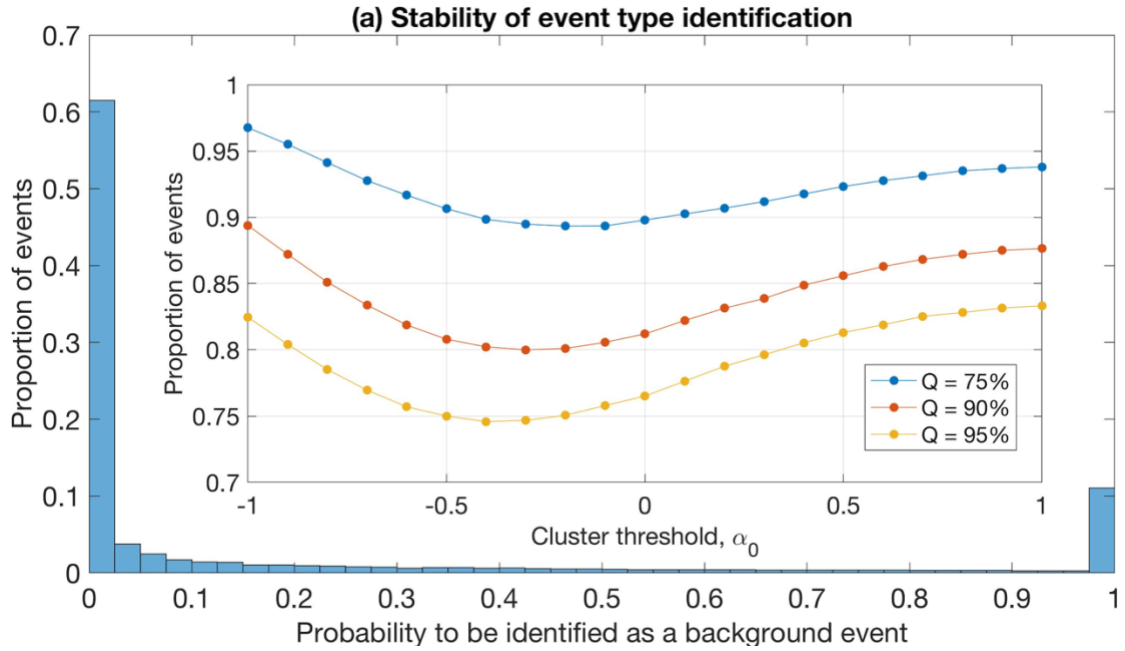 (a) Stability of event type identification
Proportion of events
0.7
0.6
0.5
0.4
0.3
0.2
0.1
0
0 0.1 0.2 0.3 0.4 0.5 0.6 0.7 0.8 0.9 1
Probability to be identified as a background event
Proportion of events
1
0.95
0.9
0.85
0.8
0.75
0.7
-1 -0.5 0 0.5 1
Cluster threshold, α₀
Q = 75%
Q = 90%
Q = 95%